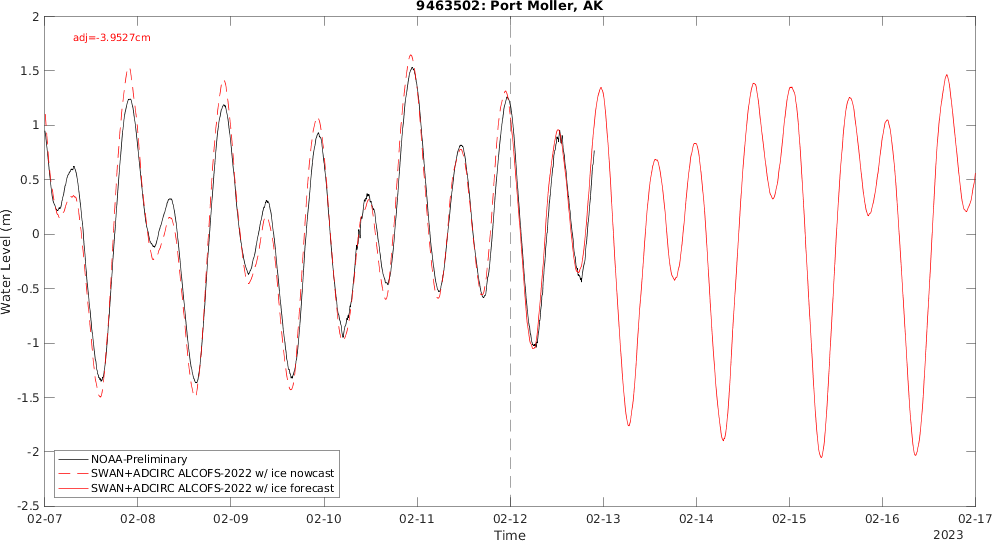 9463502: Port Moller, AK
adj=-3.9527cm
2
1.5
1
0.5
0
-0.5
-1
-1.5
-2
-2.5
Water Level (m)
NOAA-Preliminary
SWAN+ADCIRC ALCOFS-2022 w/ ice nowcast
SWAN+ADCIRC ALCOFS-2022 w/ ice forecast
02-07 02-08 02-09 02-10 02-11 02-12 02-13 02-14 02-15 02-16 02-17
Time
2023